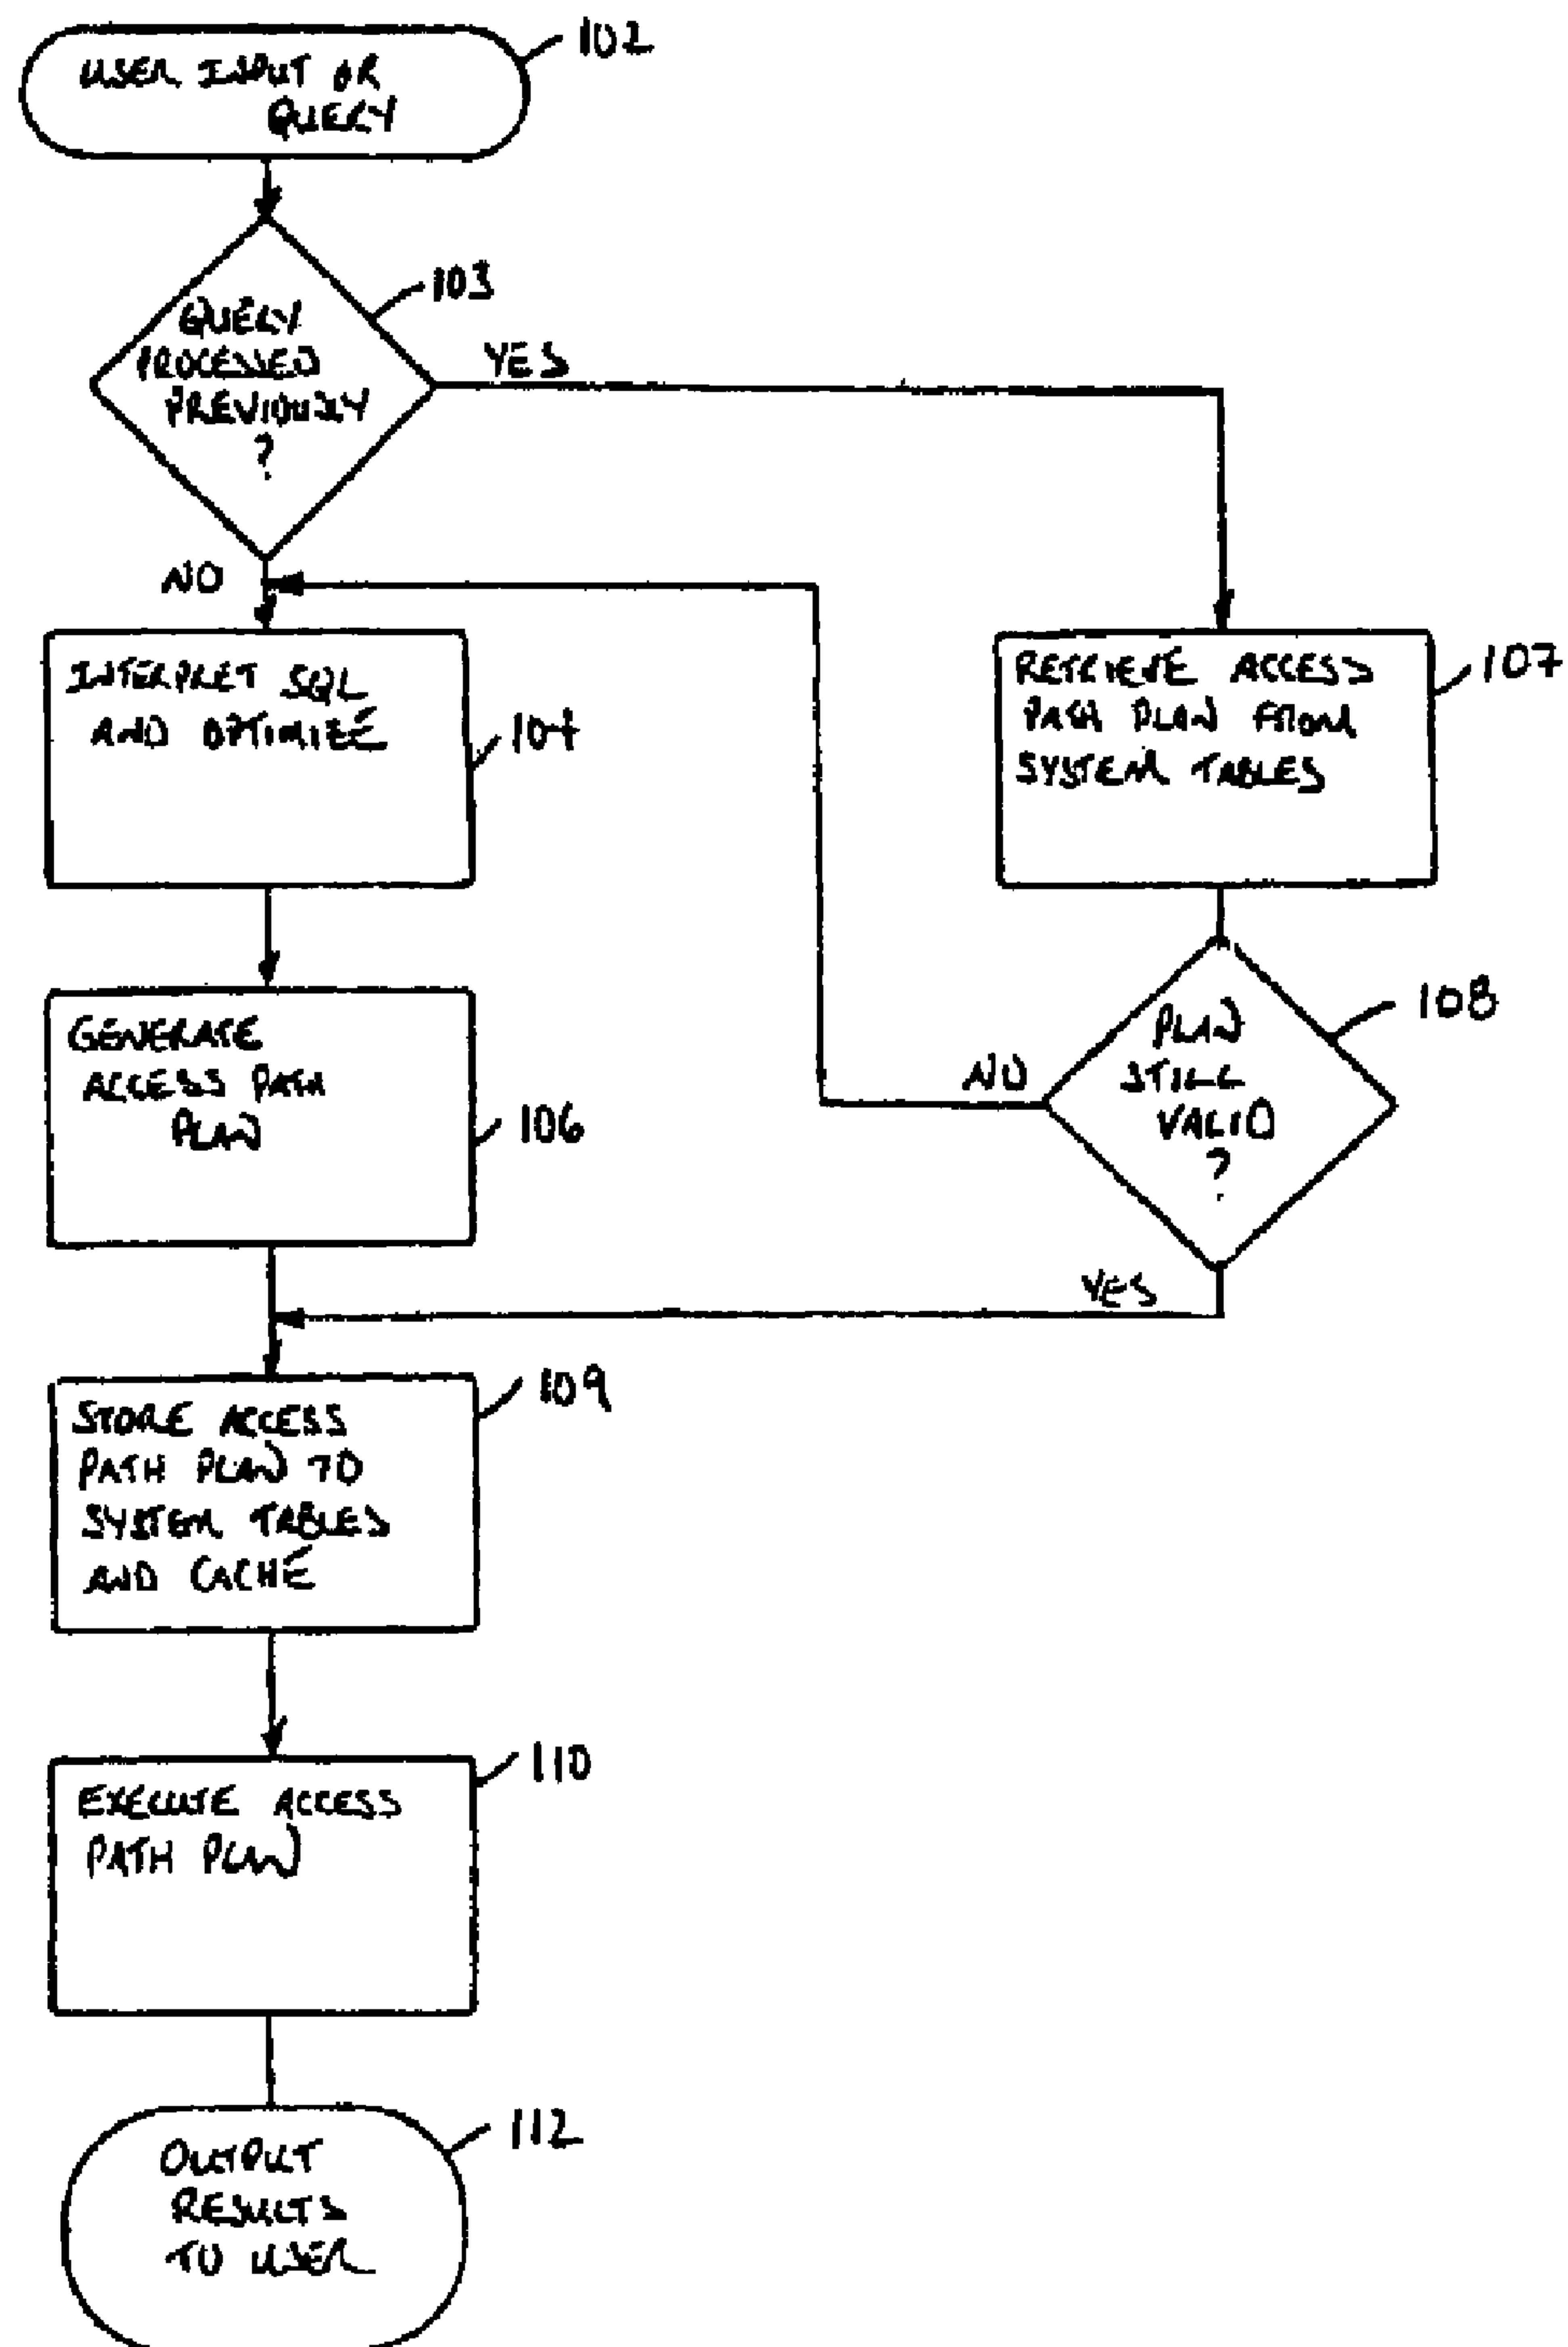 USER INPUT OR
QUERY
102
QUERY
PROCESSED
PREVIOUSLY
?
103
YES
NO
INTERPRET SQL
AND OPTIMIZE
104
RETRIEVE ACCESS
PATH PLAN FROM
SYSTEM TABLES
107
GENERATE
ACCESS PATH
PLAN
106
PLAN
STILL
VALID
?
108
NO
YES
STORE ACCESS
PATH PLAN TO
SYSTEM TABLES
AND CACHE
109
EXECUTE ACCESS
PATH PLAN
110
OUTPUT
RESULTS
TO USER
112